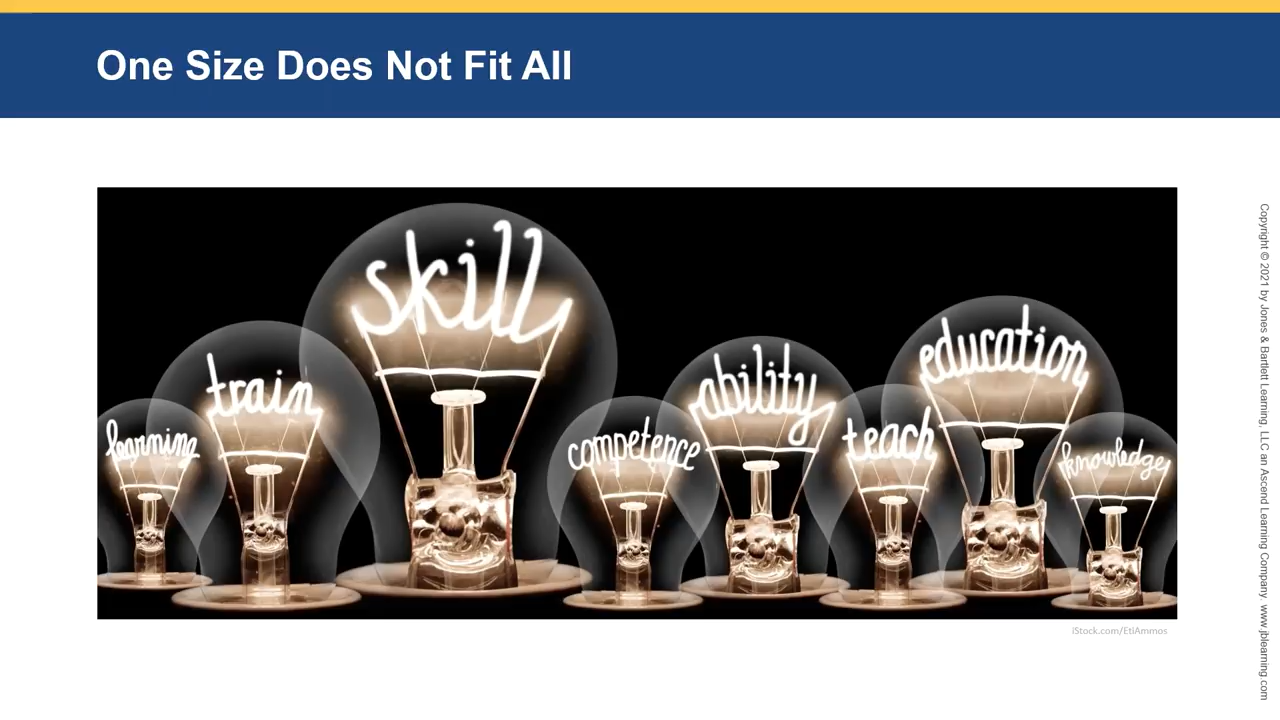 One Size Does Not Fit All
learning
train
skill
competence
ability
teach
education
knowledge
iStock.com/EtiAmmos
Copyright © 2021 by Jones & Bartlett Learning, LLC an Ascend Learning Company. www.jblearning.com